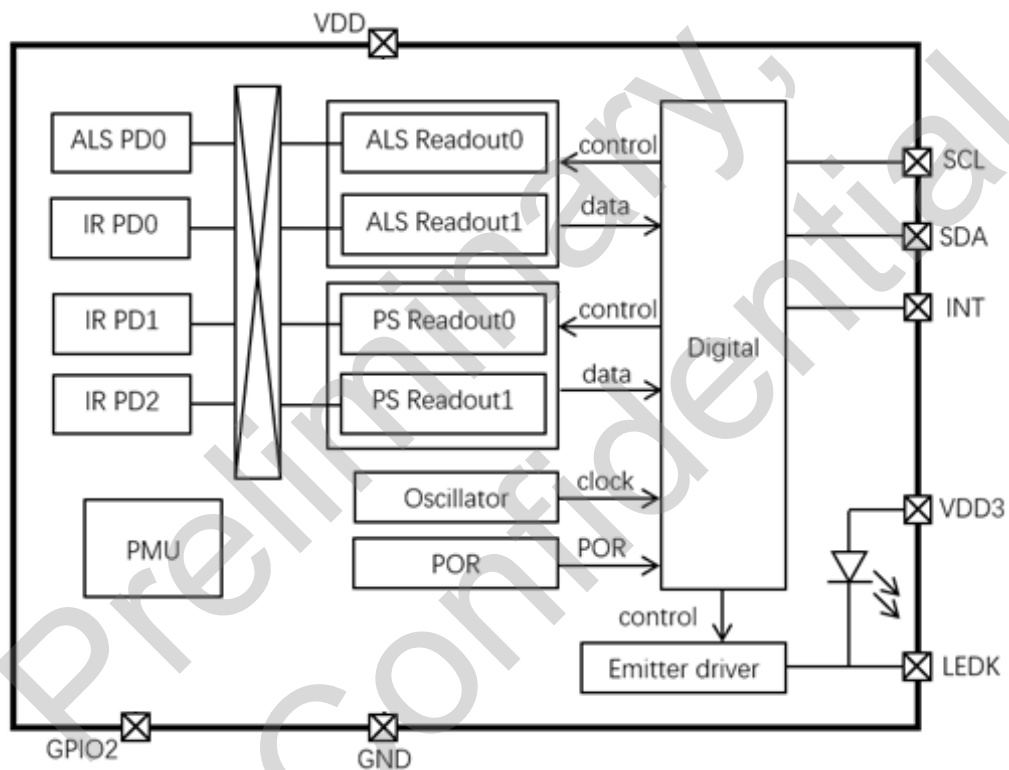 VDD
ALS PD0
ALS Readout0
control
SCL
IR PD0
ALS Readout1
data
SDA
IR PD1
PS Readout0
control
INT
Digital
IR PD2
PS Readout1
data
Oscillator
clock
VDD3
PMU
POR
POR
control
Emitter driver
LEDK
GPIO2
GND
Preliminary,
Confidential